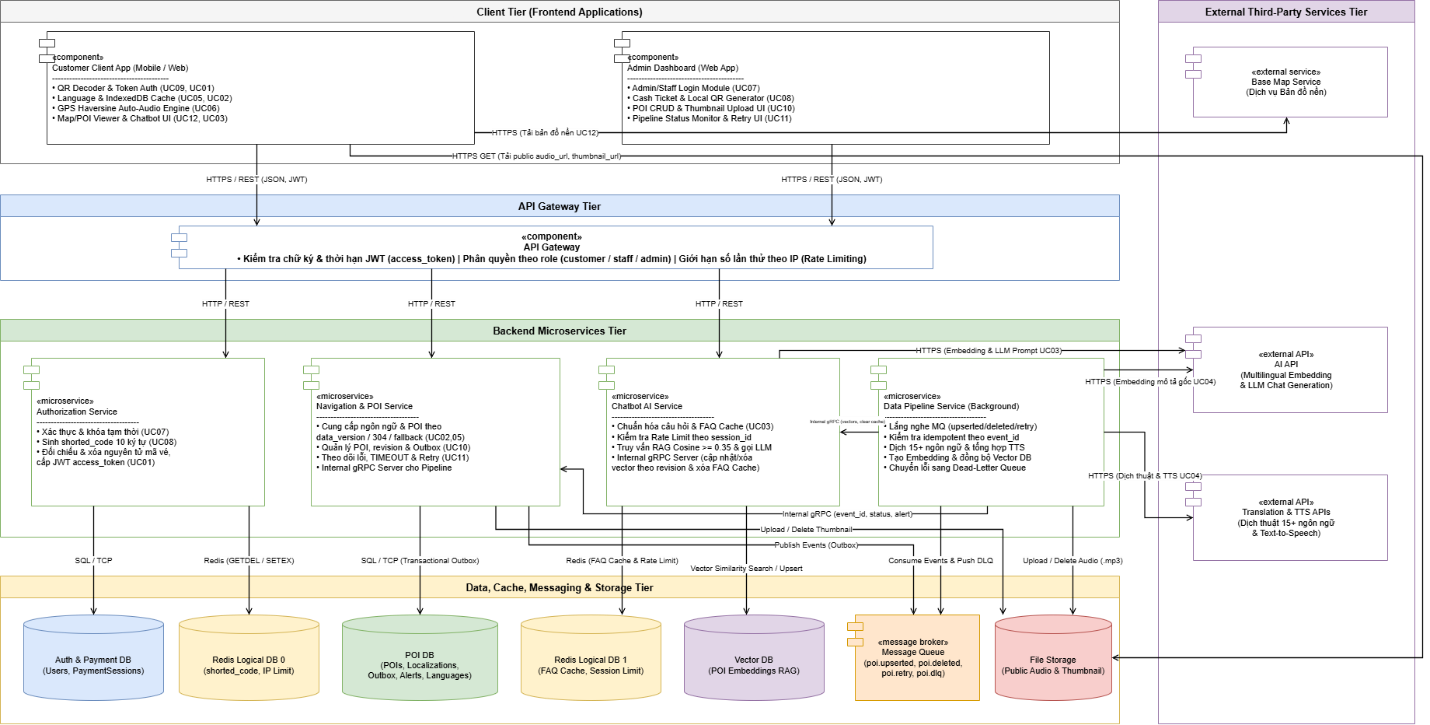 Client Tier (Frontend Applications)
«component»
Customer Client App (Mobile / Web)
----------------------------------------
• QR Decoder & Token Auth (UC09, UC01)
• Language & IndexedDB Cache (UC05, UC02)
• GPS Haversine Auto-Audio Engine (UC06)
• Map/POI Viewer & Chatbot UI (UC12, UC03)
«component»
Admin Dashboard (Web App)
----------------------------------------
• Admin/Staff Login Module (UC07)
• Cash Ticket & Local QR Generator (UC08)
• POI CRUD & Thumbnail Upload UI (UC10)
• Pipeline Status Monitor & Retry UI (UC11)
HTTPS (Tải bản đồ nền UC12)
HTTPS GET (Tải public audio_url, thumbnail_url)
HTTPS / REST (JSON, JWT)
HTTPS / REST (JSON, JWT)
External Third-Party Services Tier
«external service»
Base Map Service
(Dịch vụ Bản đồ nền)
API Gateway Tier
«component»
API Gateway
• Kiểm tra chữ ký & thời hạn JWT (access_token) | Phân quyền theo role (customer / staff / admin) | Giới hạn số lần thử theo IP (Rate Limiting)
HTTP / REST
HTTP / REST
HTTP / REST
Backend Microservices Tier
«microservice»
Authorization Service
----------------------------------------
• Xác thực & khóa tạm thời (UC07)
• Sinh shorted_code 10 ký tự (UC08)
• Đối chiếu & xóa nguyên tử mã vé,
cấp JWT access_token (UC01)
«microservice»
Navigation & POI Service
----------------------------------------
• Cung cấp ngôn ngữ & POI theo
data_version / 304 / fallback (UC02,05)
• Quản lý POI, revision & Outbox (UC10)
• Theo dõi lỗi, TIMEOUT & Retry (UC11)
• Internal gRPC Server cho Pipeline
«microservice»
Chatbot AI Service
----------------------------------------
• Chuẩn hóa câu hỏi & FAQ Cache (UC03)
• Kiểm tra Rate Limit theo session_id
• Truy vấn RAG Cosine >= 0.35 & gọi LLM
• Internal gRPC Server (cập nhật/xóa
vector theo revision & xóa FAQ Cache)
«microservice»
Data Pipeline Service (Background)
----------------------------------------
• Lắng nghe MQ (upserted/deleted/retry)
• Kiểm tra idempotent theo event_id
• Dịch 15+ ngôn ngữ & tổng hợp TTS
• Tạo Embedding & đồng bộ Vector DB
• Chuyển lỗi sang Dead-Letter Queue
Internal gRPC (vectors, clear cache)
HTTPS (Embedding & LLM Prompt UC03)
HTTPS (Embedding mô tả gốc UC04)
HTTPS (Dịch thuật & TTS UC04)
«external API»
AI API
(Multilingual Embedding
& LLM Chat Generation)
«external API»
Translation & TTS APIs
(Dịch thuật 15+ ngôn ngữ
& Text-to-Speech)
Internal gRPC (event_id, status, alert)
Upload / Delete Thumbnail
Publish Events (Outbox)
SQL / TCP
Redis (GETDEL / SETEX)
SQL / TCP (Transactional Outbox)
Redis (FAQ Cache & Rate Limit)
Vector Similarity Search / Upsert
Consume Events & Push DLQ
Upload / Delete Audio (.mp3)
Data, Cache, Messaging & Storage Tier
Auth & Payment DB
(Users, PaymentSessions)
Redis Logical DB 0
(shorted_code, IP Limit)
POI DB
(POIs, Localizations,
Outbox, Alerts, Languages)
Redis Logical DB 1
(FAQ Cache, Session Limit)
Vector DB
(POI Embeddings RAG)
«message broker»
Message Queue
(poi.upserted, poi.deleted,
poi.retry, poi.dlq)
File Storage
(Public Audio & Thumbnail)